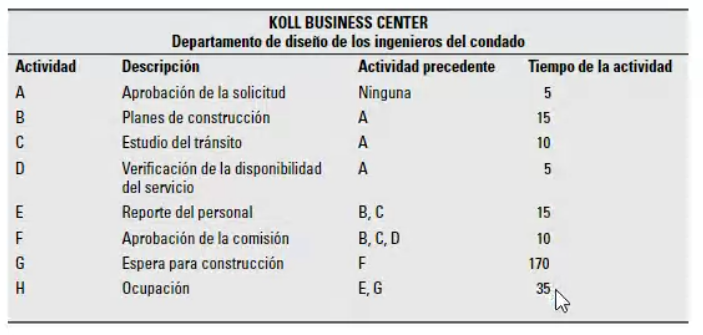 KOLL BUSINESS CENTER
Departamento de diseño de los ingenieros del condado
Actividad Descripción Actividad precedente Tiempo de la actividad
A Aprobación de la solicitud Ninguna 5
B Planes de construcción A 15
C Estudio del tránsito A 10
D Verificación de la disponibilidad A 5
del servicio
E Reporte del personal B, C 15
F Aprobación de la comisión B, C, D 10
G Espera para construcción F 170
H Ocupación E, G 35